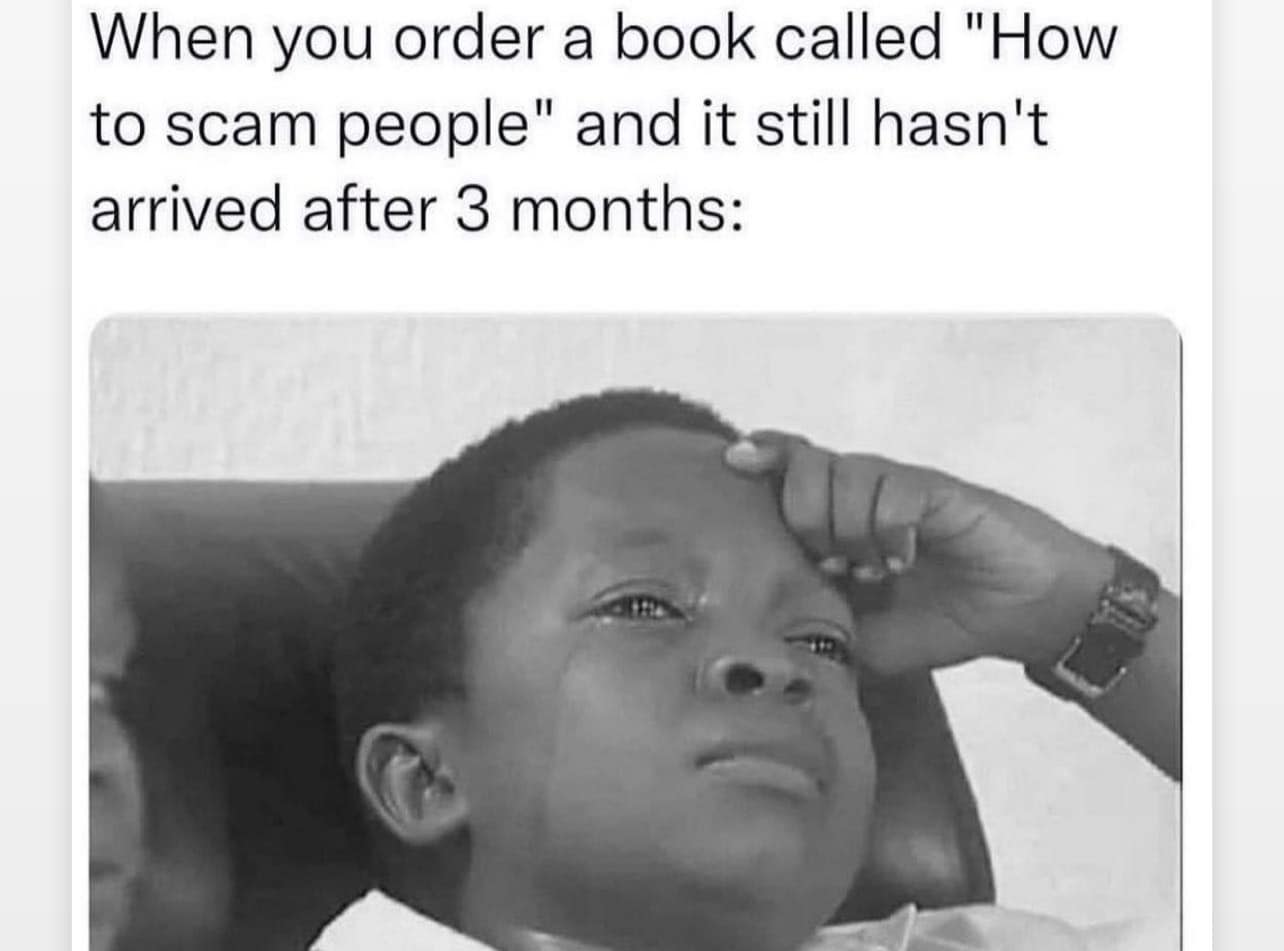 When you order a book called "How
to scam people" and it still hasn't
arrived after 3 months: